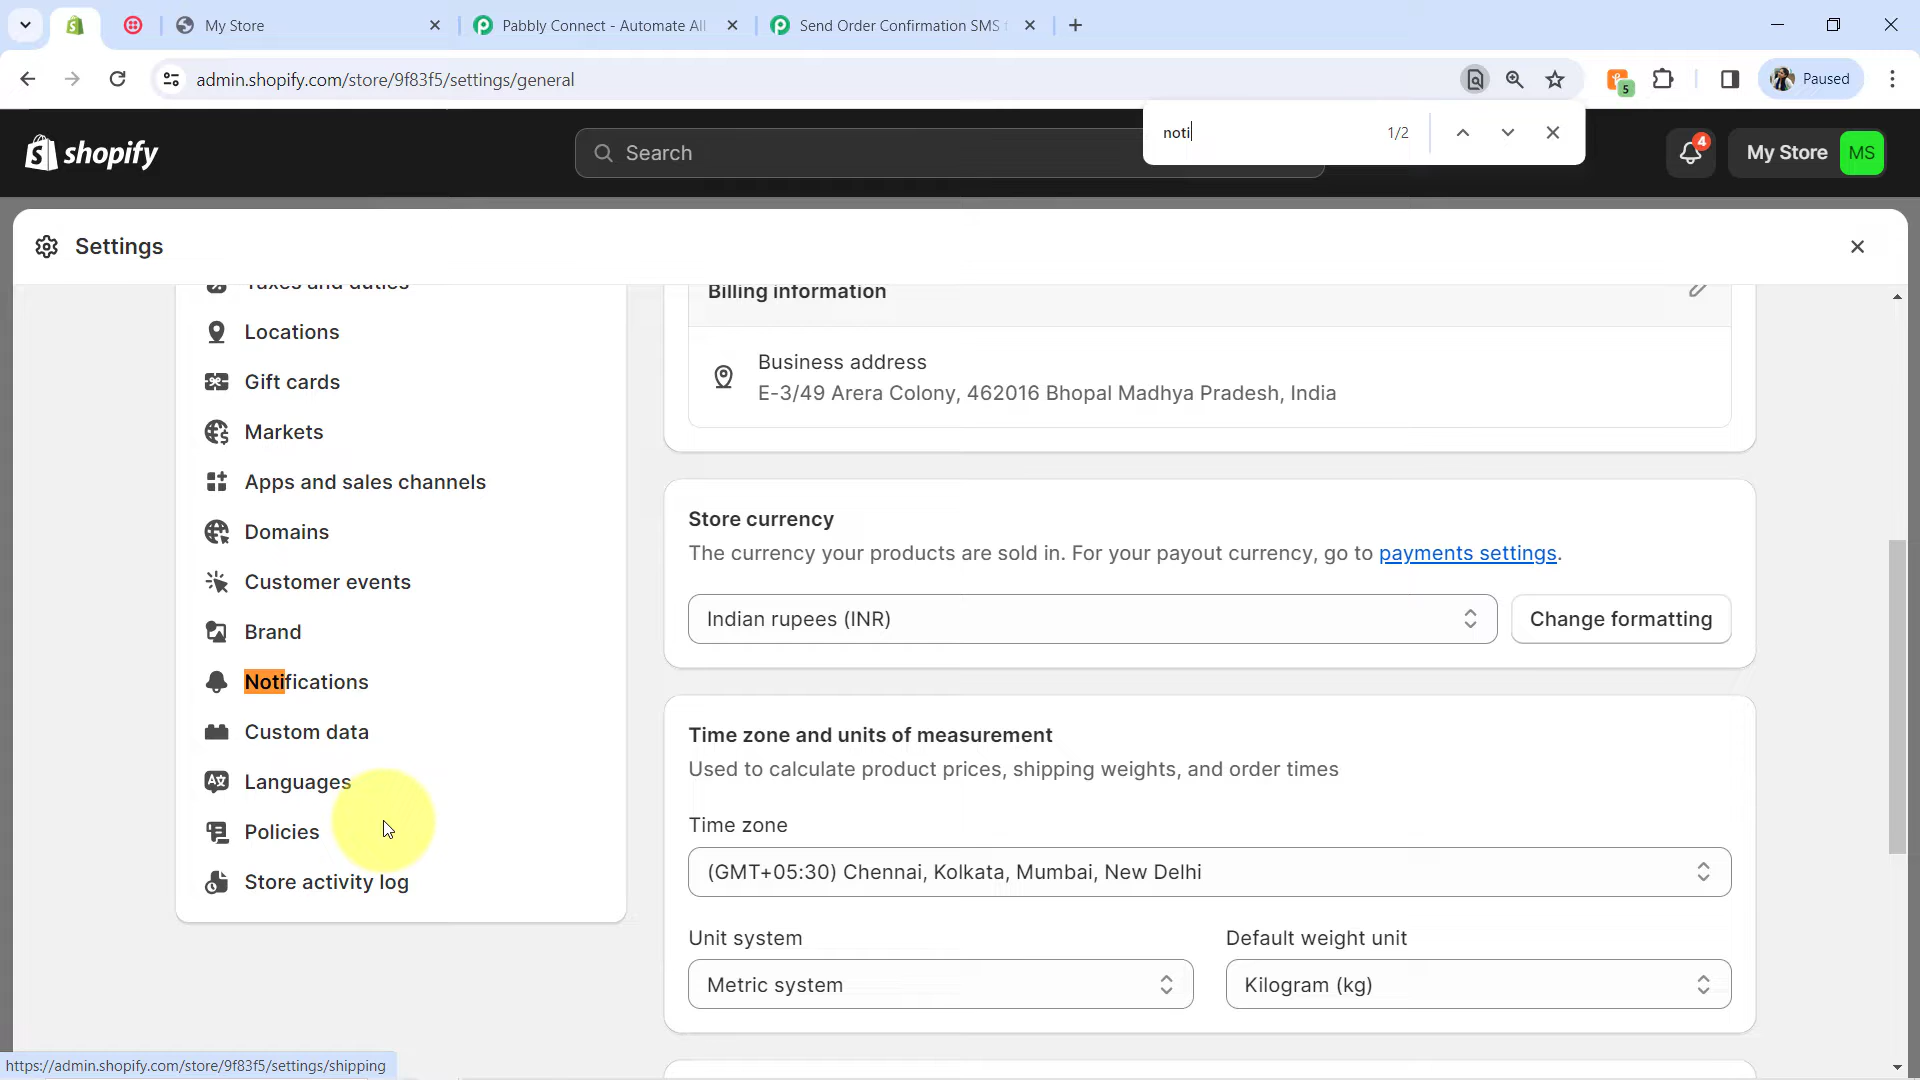 My Store
Pabbly Connect - Automate All
Send Order Confirmation SMS
admin.shopify.com/store/9f83f5/settings/general
5
Paused
noti
1/2
shopify
Search
4
My Store
MS
Settings
Taxes and duties
Locations
Gift cards
Markets
Apps and sales channels
Domains
Customer events
Brand
Notifications
Custom data
Languages
Policies
Store activity log
Billing information
Business address
E-3/49 Arera Colony, 462016 Bhopal Madhya Pradesh, India
Store currency
The currency your products are sold in. For your payout currency, go to payments settings.
Indian rupees (INR)
Change formatting
Time zone and units of measurement
Used to calculate product prices, shipping weights, and order times
Time zone
(GMT+05:30) Chennai, Kolkata, Mumbai, New Delhi
Unit system
Default weight unit
Metric system
Kilogram (kg)
https://admin.shopify.com/store/9f83f5/settings/shipping